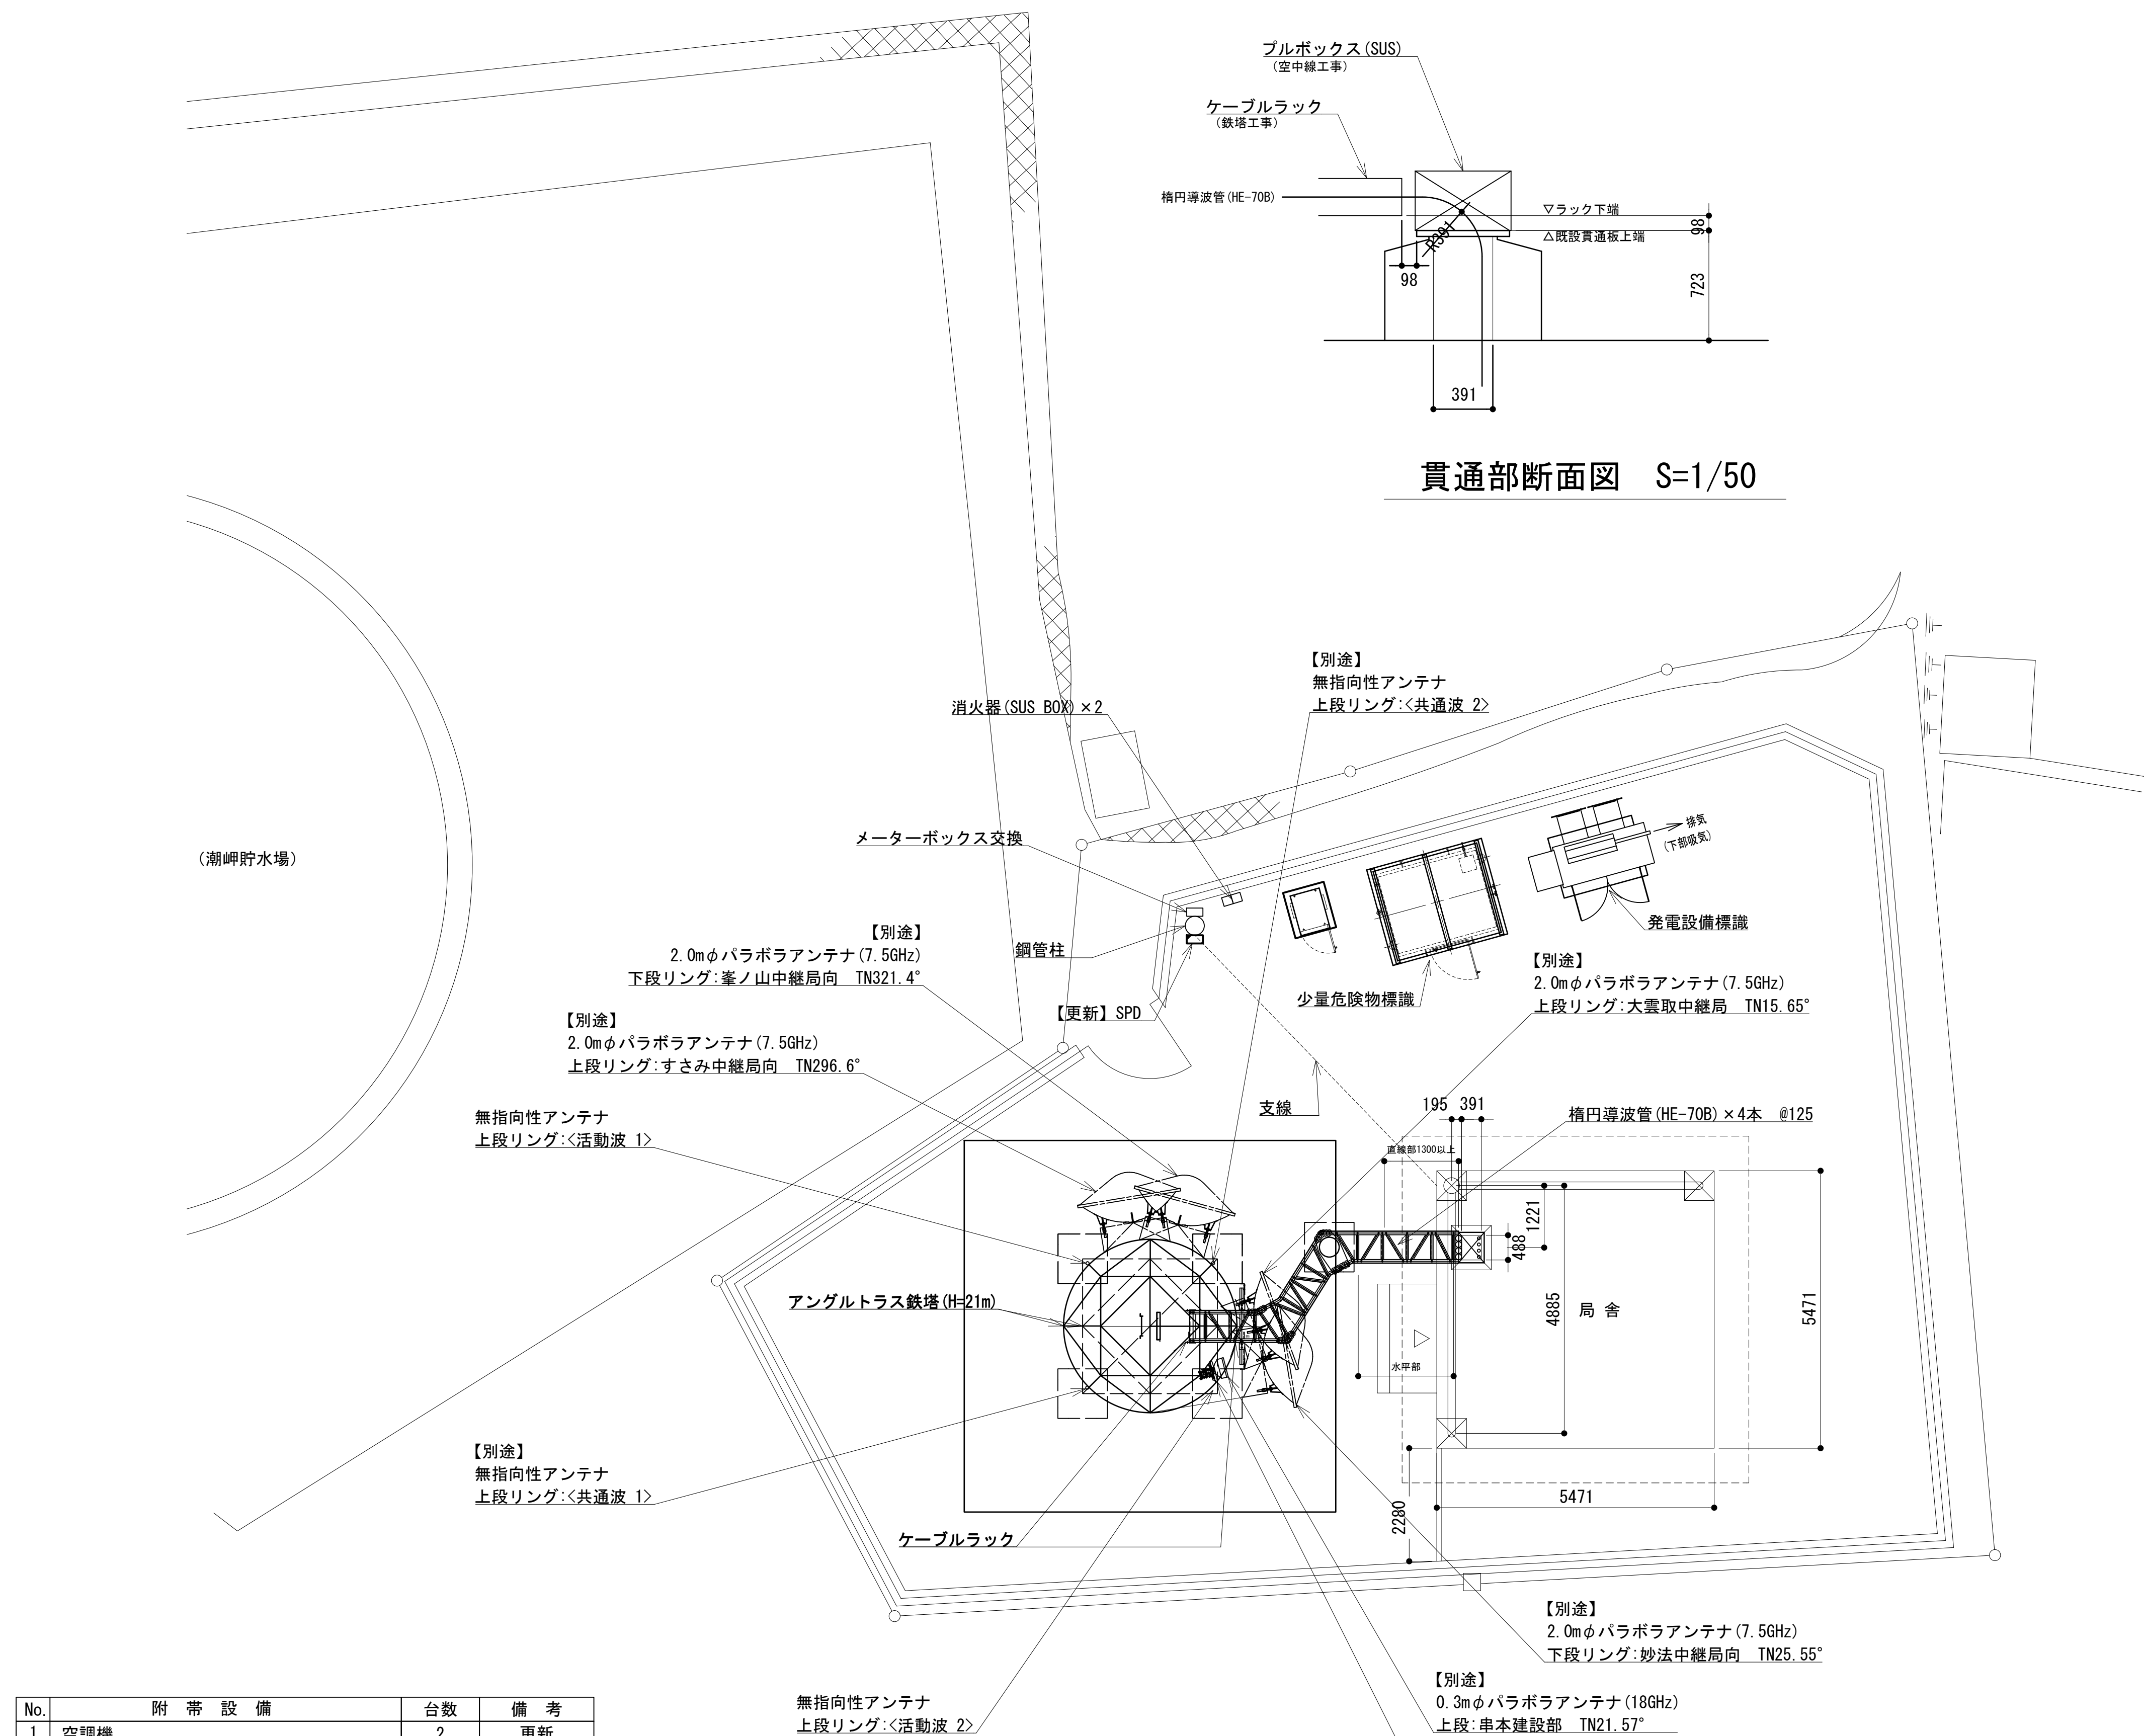 プルボックス(SUS)
(空中線工事)
ケーブルラック
(鉄塔工事)
楕円導波管(HE-70B)
R391
▽ラック下端
△既設貫通板上端
98
723
98
391
貫通部断面図 S=1/50
【別途】
無指向性アンテナ
上段リング:<共通波 2>
消火器(SUS BOX)×2
メーターボックス交換
(潮岬貯水場)
排気
(下部吸気)
発電設備標識
鋼管柱
少量危険物標識
【更新】SPD
【別途】
2.0mφパラボラアンテナ(7.5GHz)
下段リング:峯ノ山中継局向 TN321.4°
【別途】
2.0mφパラボラアンテナ(7.5GHz)
上段リング:大雲取中継局 TN15.65°
【別途】
2.0mφパラボラアンテナ(7.5GHz)
上段リング:すさみ中継局向 TN296.6°
支線
195 391
楕円導波管(HE-70B)×4本 @125
無指向性アンテナ
上段リング:<活動波 1>
直線部1300以上
1221
488
4885
局 舎
5471
アングルトラス鉄塔(H=21m)
水平部
【別途】
無指向性アンテナ
上段リング:<共通波 1>
5471
2280
ケーブルラック
【別途】
2.0mφパラボラアンテナ(7.5GHz)
下段リング:妙法中継局向 TN25.55°
【別途】
0.3mφパラボラアンテナ(18GHz)
上段:串本建設部 TN21.57°
無指向性アンテナ
上段リング:<活動波 2>
No. 附 帯 設 備 台数 備 考
1 空調機 2 更新